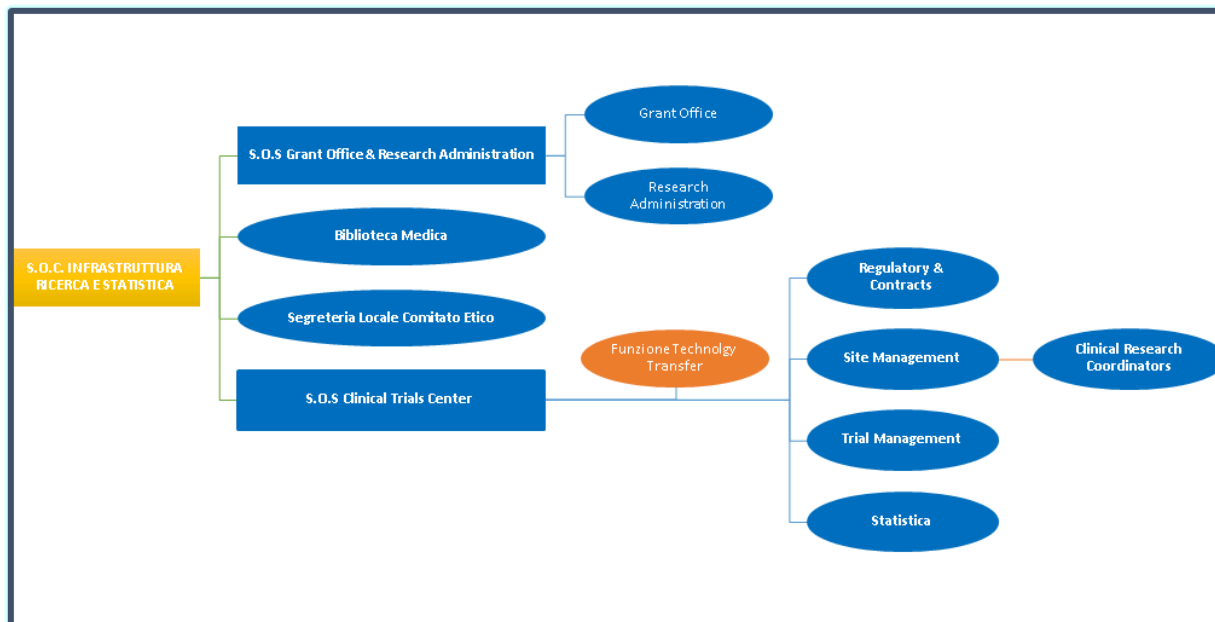 Grant Office
S.O.S Grant Office & Research Administration
Research
Administration
Biblioteca Medica
S.O.C. INFRASTRUTTURA
RICERCA E STATISTICA
Regulatory &
Contracts
Segreteria Locale Comitato Etico
Funzione Technolgy
Transfer
Site Management
Clinical Research
Coordinators
S.O.S Clinical Trials Center
Trial Management
Statistica